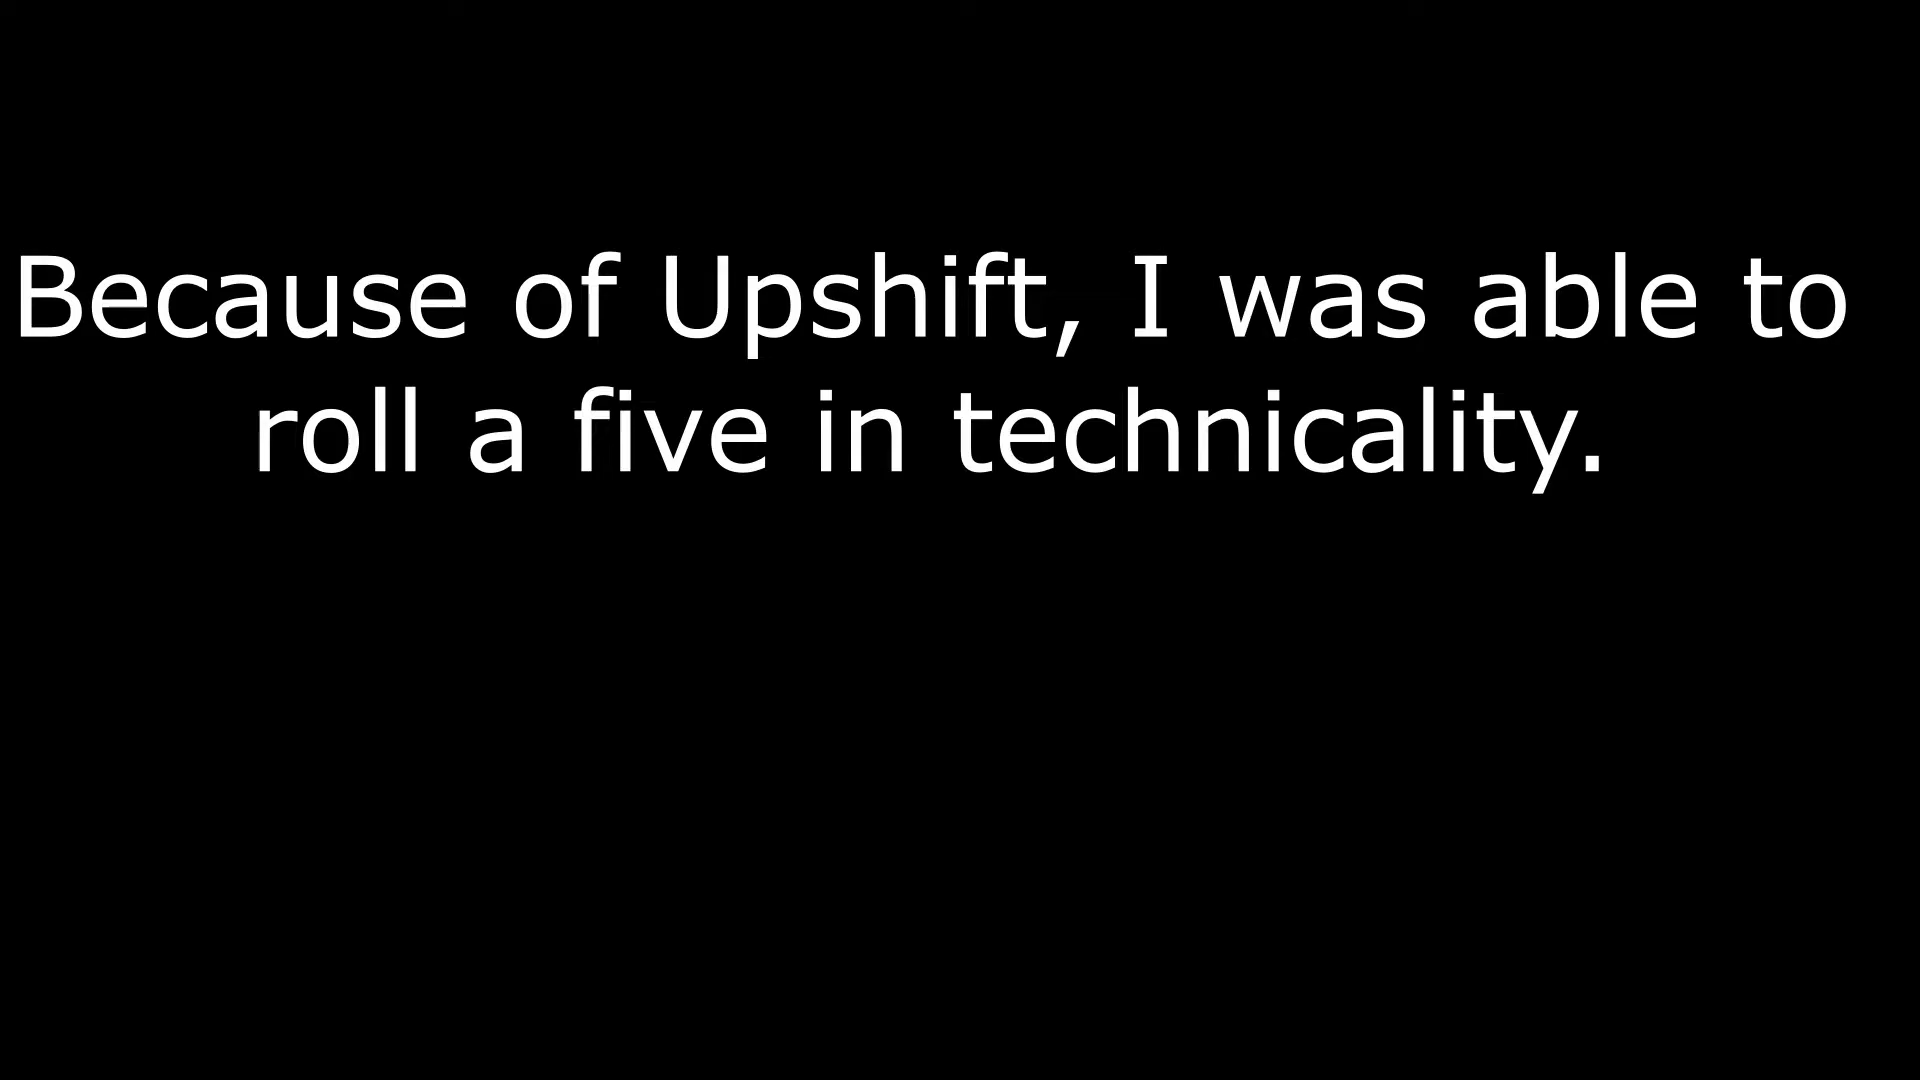 Because of Upshift, I was able to
roll a five in technicality.